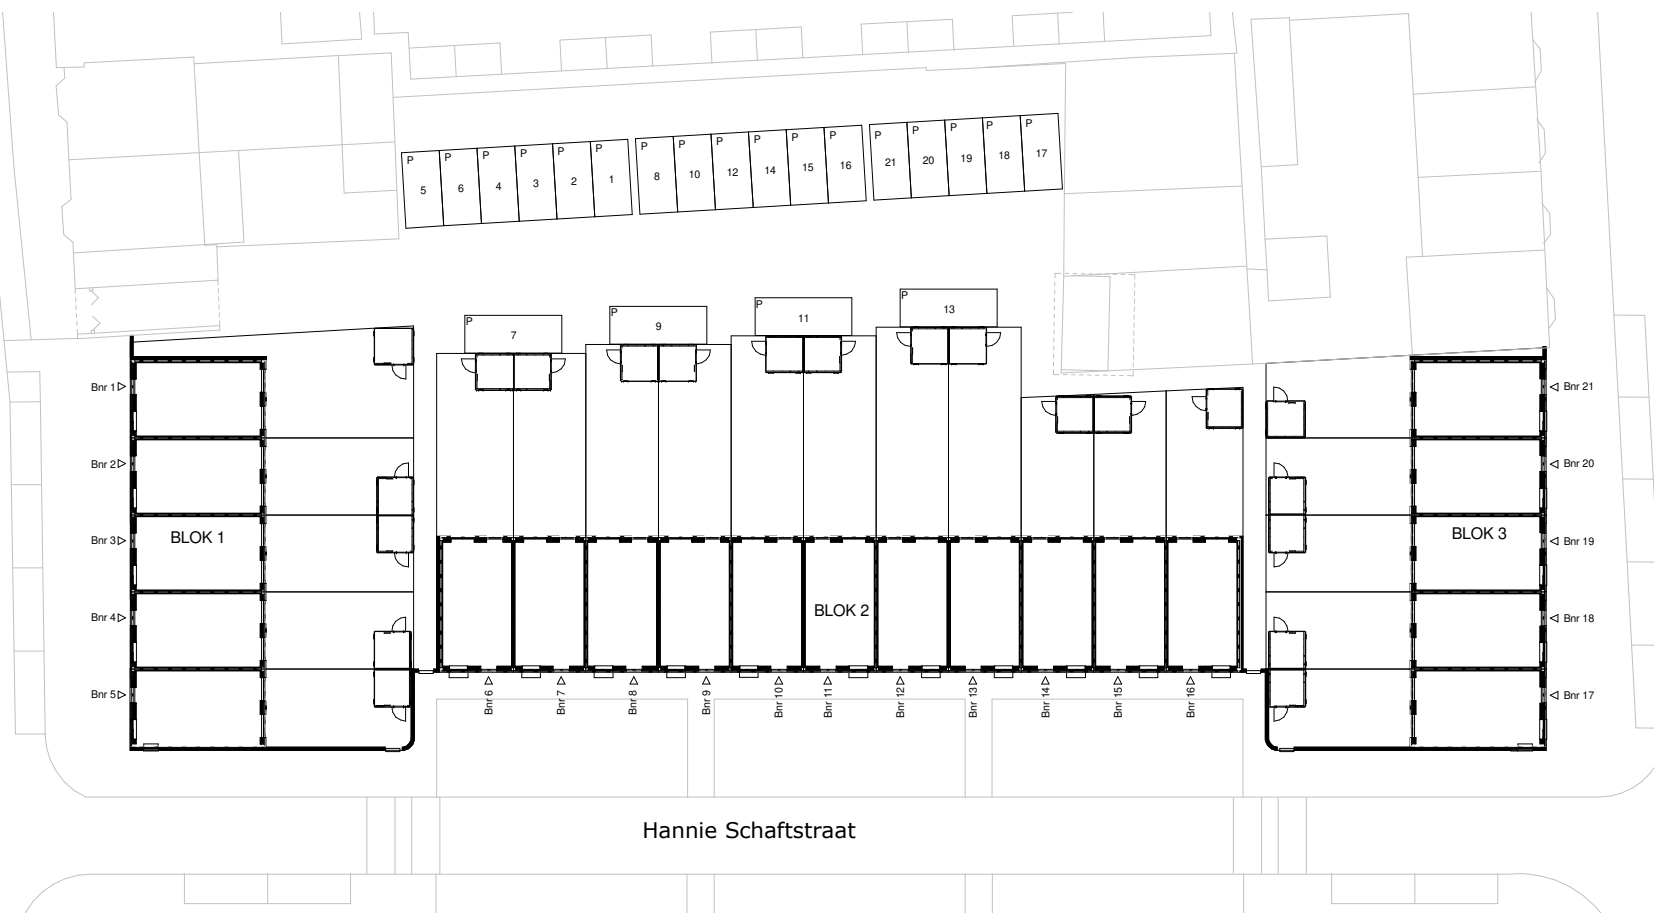 P P P P P P P P P P P P P P P P P
5 6 4 3 2 1 8 10 12 14 15 16 21 20 19 18 17
P 7
P 9
P 11
P 13
Bnr 1
Bnr 2
Bnr 3
Bnr 4
Bnr 5
BLOK 1
BLOK 2
BLOK 3
Bnr 21
Bnr 20
Bnr 19
Bnr 18
Bnr 17
Bnr 6
Bnr 7
Bnr 8
Bnr 9
Bnr 10
Bnr 11
Bnr 12
Bnr 13
Bnr 14
Bnr 15
Bnr 16
Hannie Schaftstraat